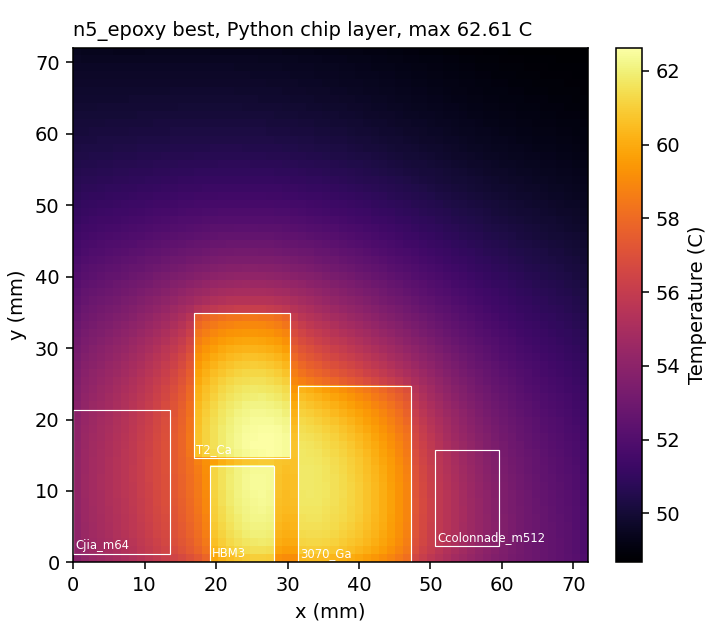 n5_epoxy best, Python chip layer, max 62.61 C
70
60
50
40
30
20
10
0
y (mm)
T2_Ca
Cjia_m64
HBM3
3070_Ga
Ccolonnade_m512
0 10 20 30 40 50 60 70
x (mm)
62
60
58
56
54
52
50
Temperature (C)